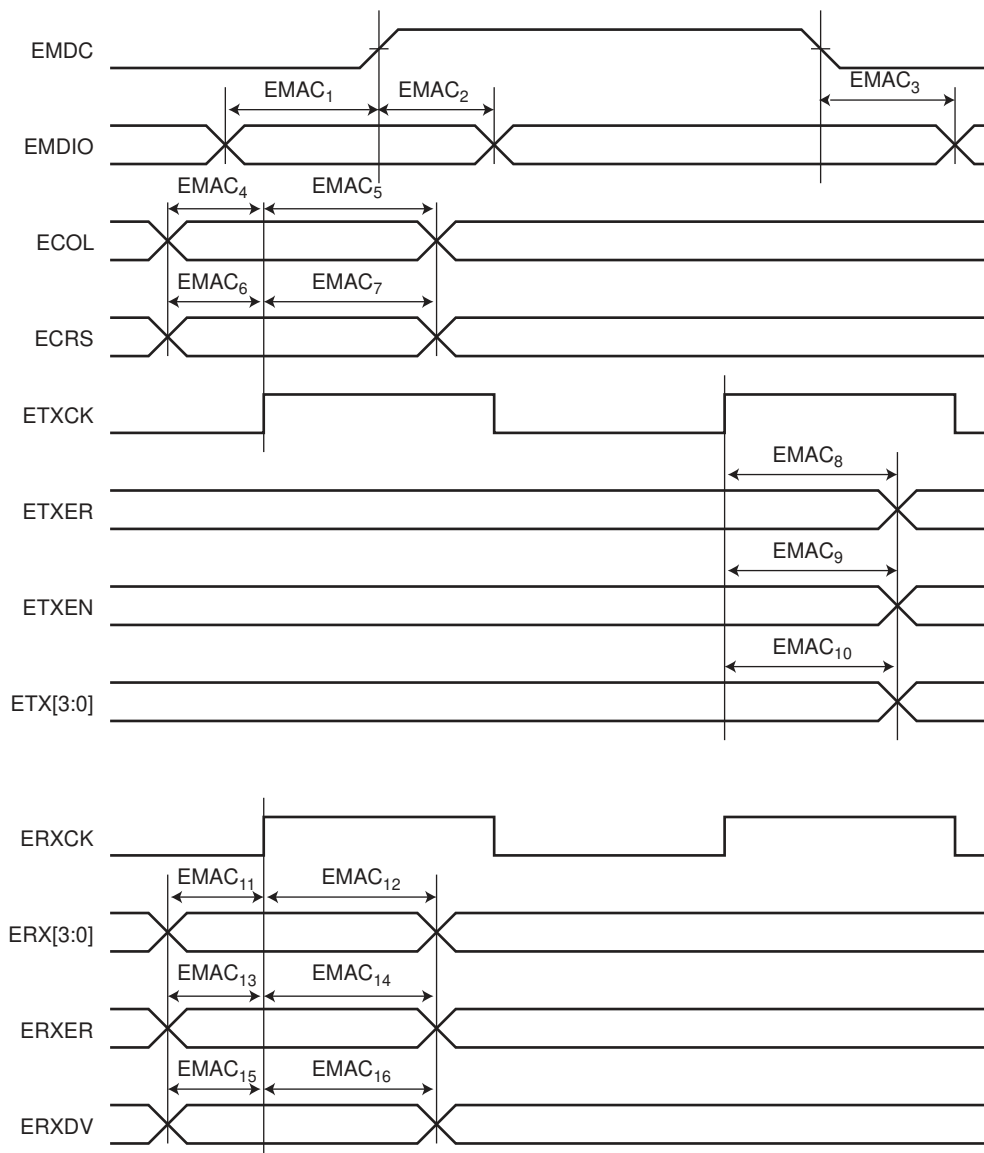 EMDC
EMAC1 EMAC2 EMAC3
EMDIO
EMAC4 EMAC5
ECOL
EMAC6 EMAC7
ECRS
ETXCK
EMAC8
ETXER
EMAC9
ETXEN
EMAC10
ETX[3:0]
ERXCK
EMAC11 EMAC12
ERX[3:0]
EMAC13 EMAC14
ERXER
EMAC15 EMAC16
ERXDV